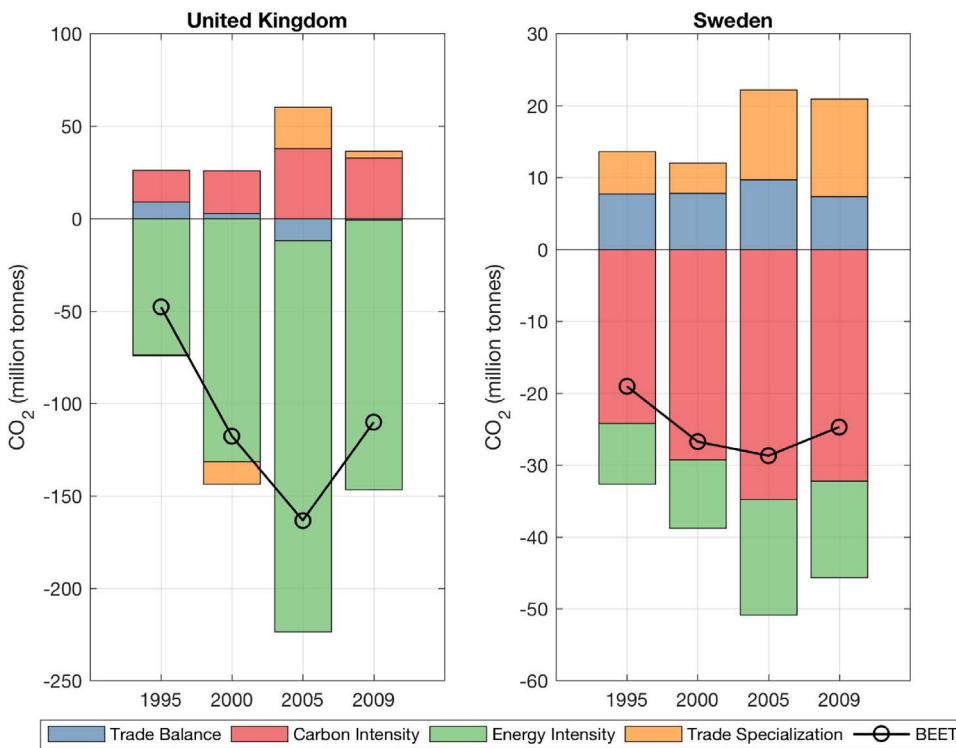 United Kingdom
Sweden
CO2 (million tonnes)
100
50
0
-50
-100
-150
-200
-250
1995 2000 2005 2009
CO2 (million tonnes)
30
20
10
0
-10
-20
-30
-40
-50
-60
1995 2000 2005 2009
Trade Balance Carbon Intensity Energy Intensity Trade Specialization BEET